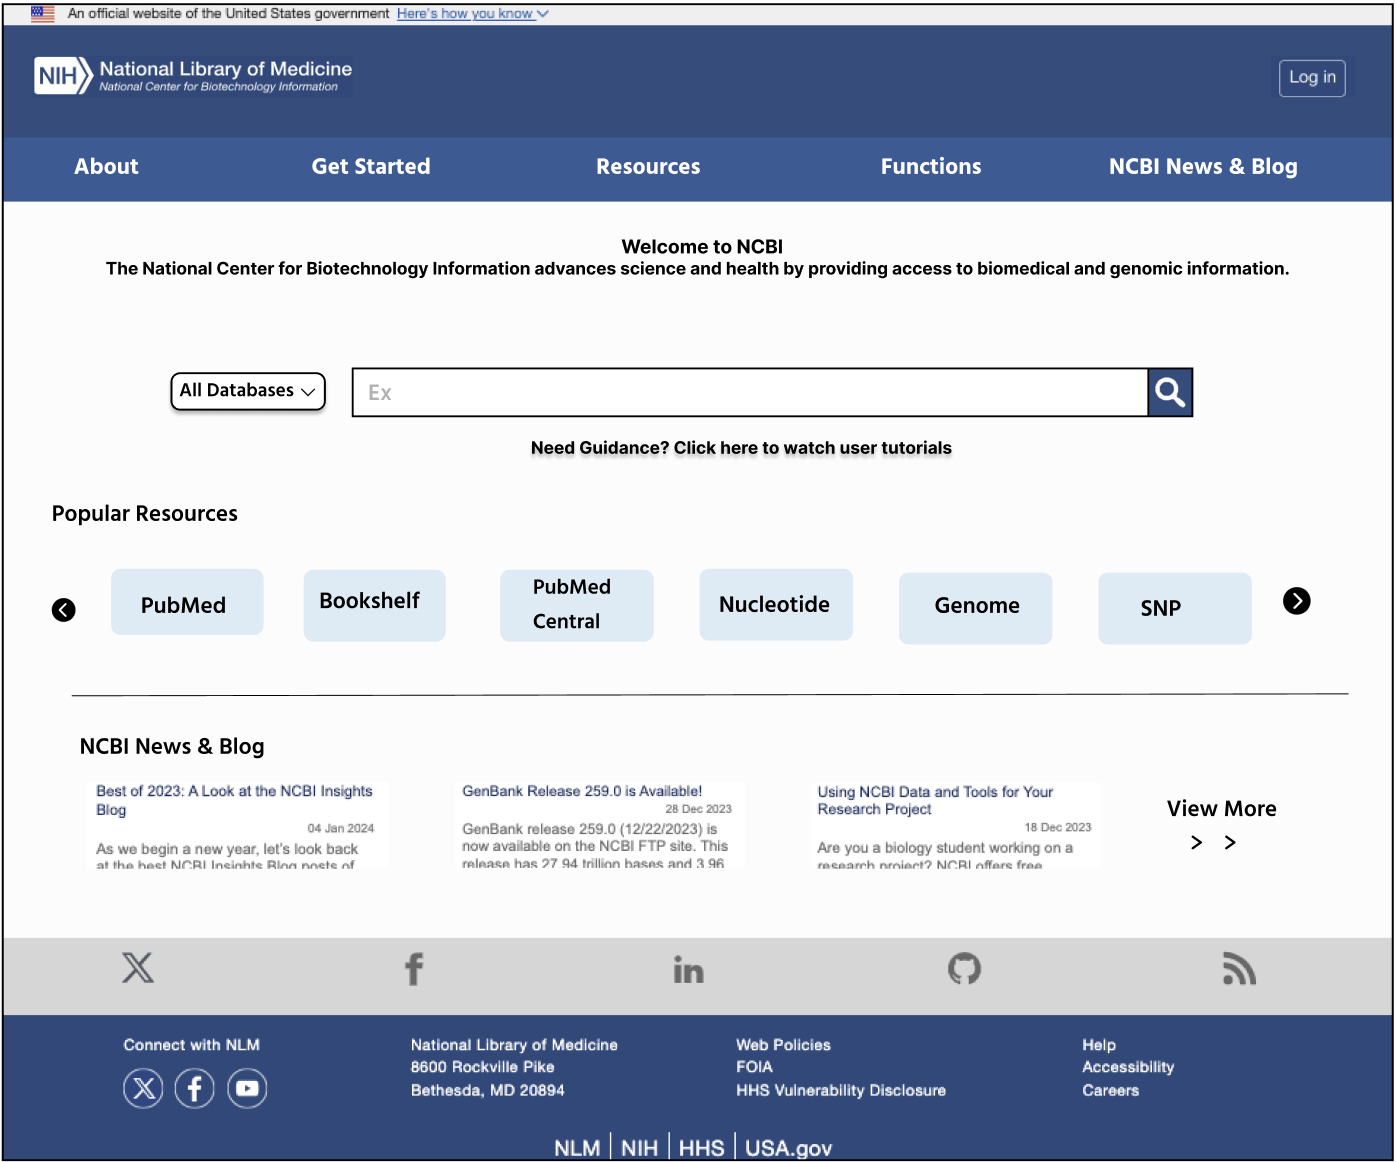 An official website of the United States government Here's how you know
NIH National Library of Medicine
National Center for Biotechnology Information
Log in
About Get Started Resources Functions NCBI News & Blog
Welcome to NCBI
The National Center for Biotechnology Information advances science and health by providing access to biomedical and genomic information.
All Databases
Ex
Need Guidance? Click here to watch user tutorials
Popular Resources
PubMed
Bookshelf
PubMed
Central
Nucleotide
Genome
SNP
NCBI News & Blog
Best of 2023: A Look at the NCBI Insights
Blog
04 Jan 2024
As we begin a new year, let's look back
at the best NCBI Insights Blog posts of
GenBank Release 259.0 is Available!
28 Dec 2023
GenBank release 259.0 (12/22/2023) is
now available on the NCBI FTP site. This
release has 27.94 trillion bases and 3.96
Using NCBI Data and Tools for Your
Research Project
18 Dec 2023
Are you a biology student working on a
research project? NCBI offers free
View More
> >
Connect with NLM
National Library of Medicine
8600 Rockville Pike
Bethesda, MD 20894
Web Policies
FOIA
HHS Vulnerability Disclosure
Help
Accessibility
Careers
NLM | NIH | HHS | USA.gov